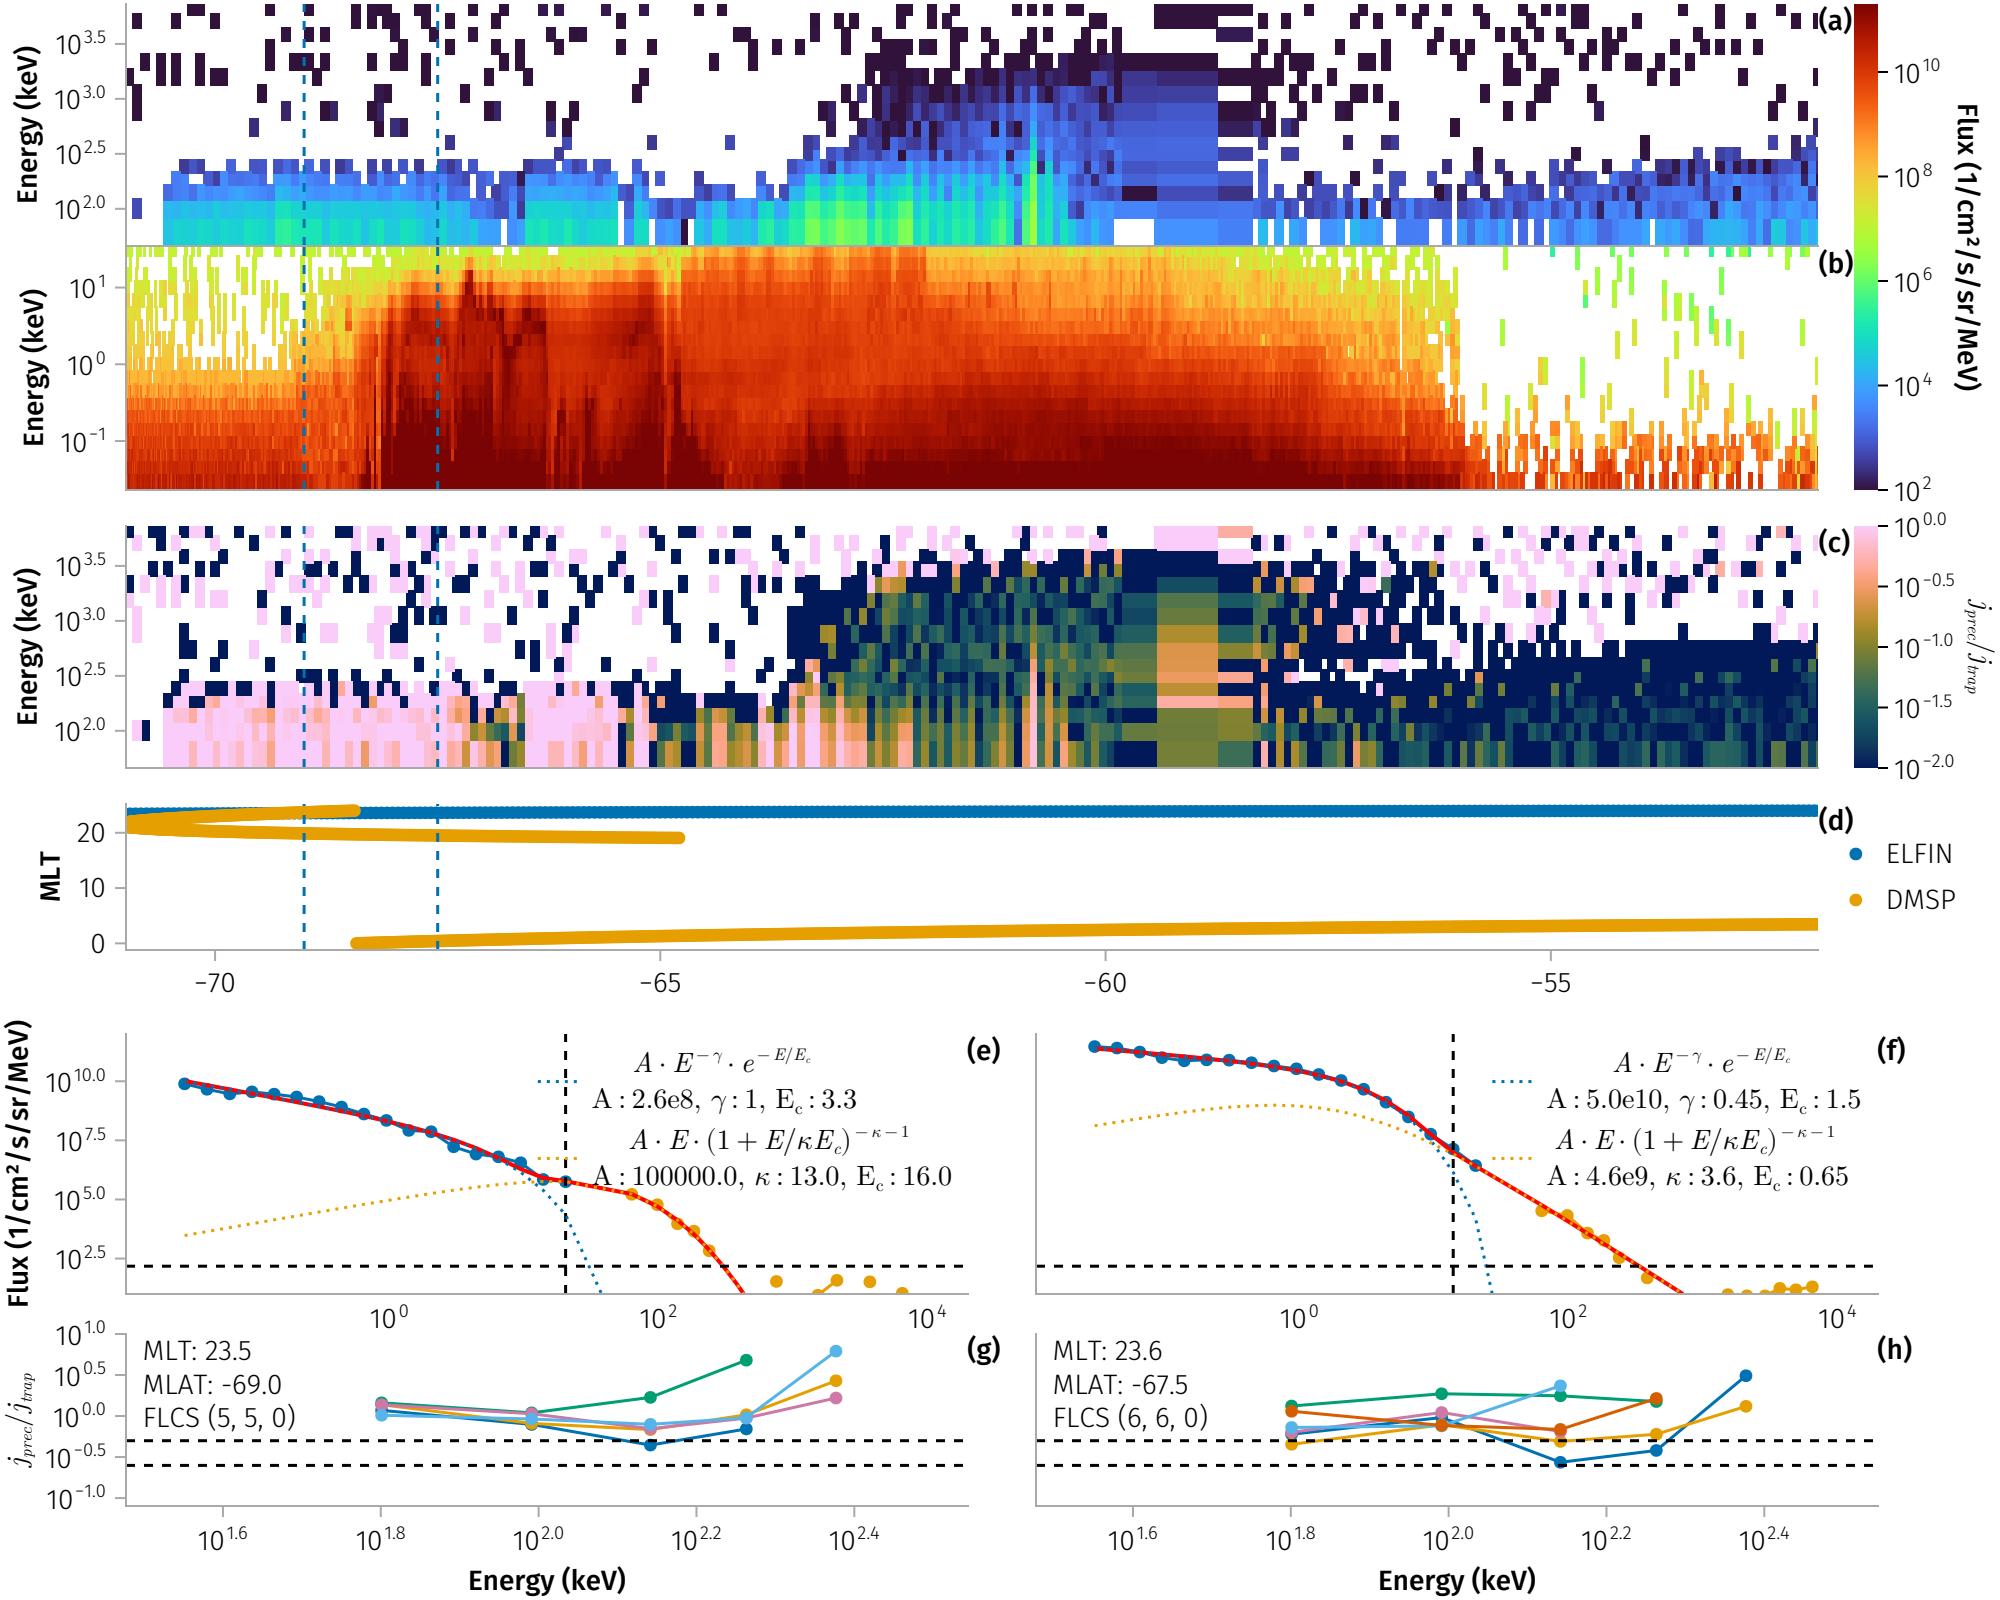 (a)
Energy (keV)
10^3.5
10^3.0
10^2.5
10^2.0
(b)
Energy (keV)
10^1
10^0
10^−1
Flux (1/cm²/s/sr/MeV)
10^10
10^8
10^6
10^4
10^2
(c)
Energy (keV)
10^3.5
10^3.0
10^2.5
10^2.0
j_prec/j_trap
10^0.0
10^−0.5
10^−1.0
10^−1.5
10^−2.0
(d)
MLT
20
10
0
ELFIN
DMSP
−70 −65 −60 −55
(e)
Flux (1/cm²/s/sr/MeV)
10^10.0
10^7.5
10^5.0
10^2.5
A · E^−γ · e^−E/E_c
A : 2.6e8, γ : 1, E_c : 3.3
A · E · (1 + E/κE_c)^−κ−1
A : 100000.0, κ : 13.0, E_c : 16.0
10^0 10^2 10^4
(f)
A · E^−γ · e^−E/E_c
A : 5.0e10, γ : 0.45, E_c : 1.5
A · E · (1 + E/κE_c)^−κ−1
A : 4.6e9, κ : 3.6, E_c : 0.65
10^0 10^2 10^4
(g)
j_prec/j_trap
10^1.0
10^0.5
10^0.0
10^−0.5
10^−1.0
MLT: 23.5
MLAT: -69.0
FLCS (5, 5, 0)
10^1.6 10^1.8 10^2.0 10^2.2 10^2.4
Energy (keV)
(h)
MLT: 23.6
MLAT: -67.5
FLCS (6, 6, 0)
10^1.6 10^1.8 10^2.0 10^2.2 10^2.4
Energy (keV)